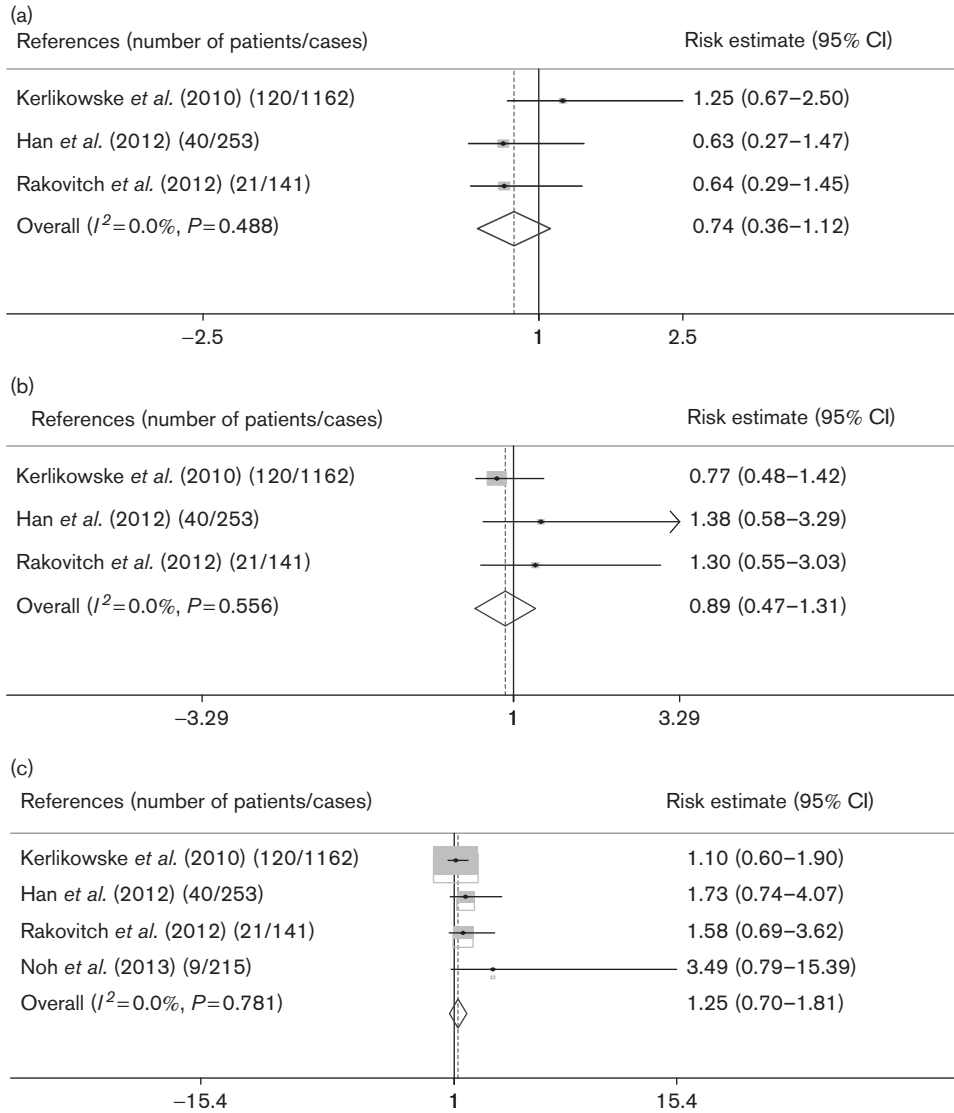 (a)
References (number of patients/cases) Risk estimate (95% CI)
Kerlikowske et al. (2010) (120/1162) 1.25 (0.67–2.50)
Han et al. (2012) (40/253) 0.63 (0.27–1.47)
Rakovitch et al. (2012) (21/141) 0.64 (0.29–1.45)
Overall (I²=0.0%, P=0.488) 0.74 (0.36–1.12)
−2.5 1 2.5
(b)
References (number of patients/cases) Risk estimate (95% CI)
Kerlikowske et al. (2010) (120/1162) 0.77 (0.48–1.42)
Han et al. (2012) (40/253) 1.38 (0.58–3.29)
Rakovitch et al. (2012) (21/141) 1.30 (0.55–3.03)
Overall (I²=0.0%, P=0.556) 0.89 (0.47–1.31)
−3.29 1 3.29
(c)
References (number of patients/cases) Risk estimate (95% CI)
Kerlikowske et al. (2010) (120/1162) 1.10 (0.60–1.90)
Han et al. (2012) (40/253) 1.73 (0.74–4.07)
Rakovitch et al. (2012) (21/141) 1.58 (0.69–3.62)
Noh et al. (2013) (9/215) 3.49 (0.79–15.39)
Overall (I²=0.0%, P=0.781) 1.25 (0.70–1.81)
−15.4 1 15.4